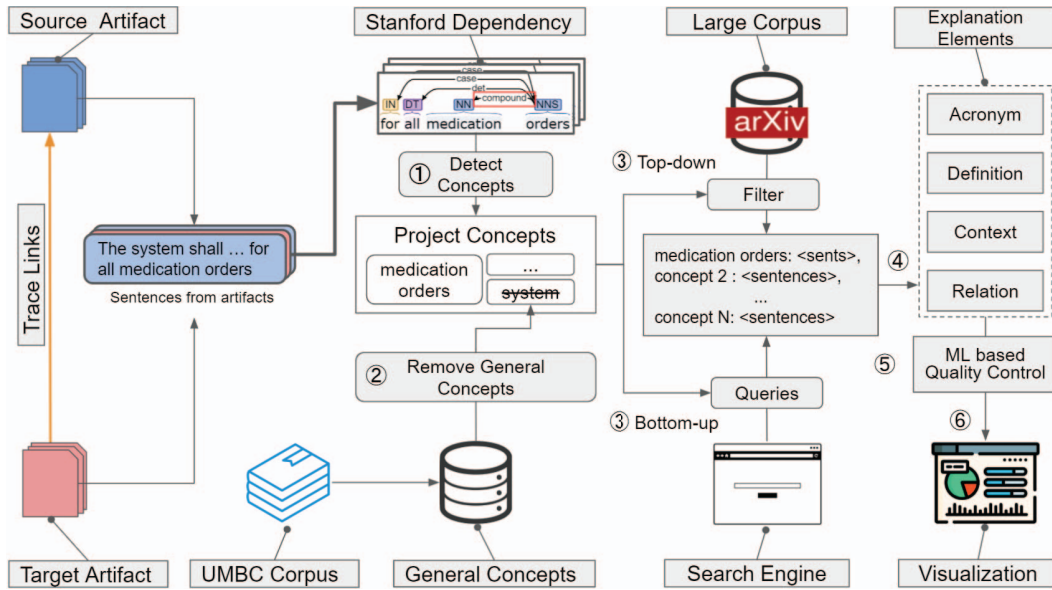 Source Artifact
Stanford Dependency
Large Corpus
Explanation
Elements
case
case
det
compound
IN
DT
NN
NNS
for
all
medication
orders
arXiv
Acronym
Definition
Context
Relation
① Detect
Concepts
③ Top-down
Filter
Trace Links
The system shall ... for
all medication orders
Sentences from artifacts
Project Concepts
medication
orders
...
system
medication orders: <sents>,
concept 2 : <sentences>,
...
concept N: <sentences>
④
② Remove General
Concepts
Queries
③ Bottom-up
⑤
ML based
Quality Control
⑥
Target Artifact
UMBC Corpus
General Concepts
Search Engine
Visualization